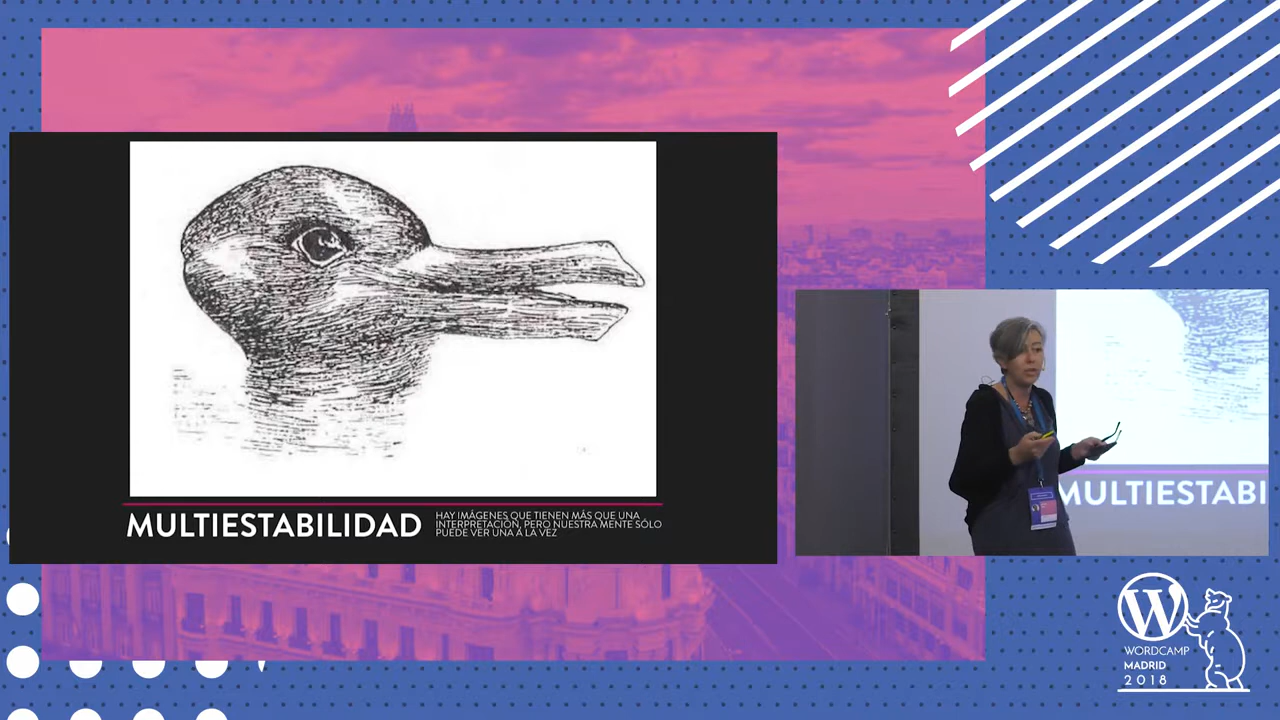 MULTIESTABILIDAD
HAY IMÁGENES QUE TIENEN MÁS QUE UNA
INTERPRETACIÓN, PERO NUESTRA MENTE SÓLO
PUEDE VER UNA A LA VEZ
MULTIESTABI
W
WORDCAMP
MADRID
2018